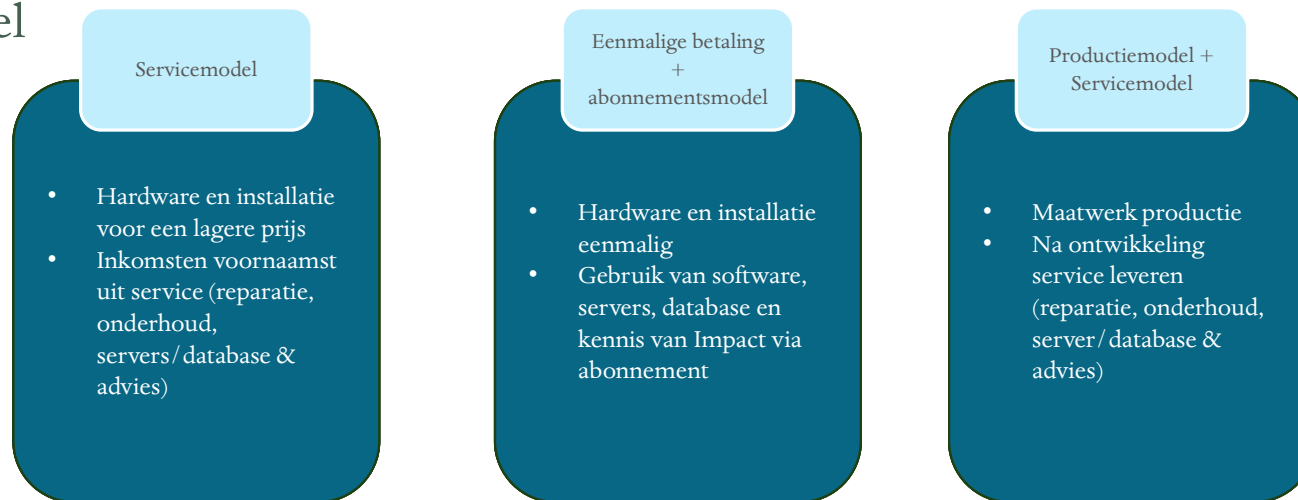 el
Servicemodel
• Hardware en installatie
voor een lagere prijs
• Inkomsten voornaamst
uit service (reparatie,
onderhoud,
servers/database &
advies)
Eenmalige betaling
+
abonnementsmodel
• Hardware en installatie
eenmalig
• Gebruik van software,
servers, database en
kennis van Impact via
abonnement
Productiemodel +
Servicemodel
• Maatwerk productie
• Na ontwikkeling
service leveren
(reparatie, onderhoud,
server/database &
advies)